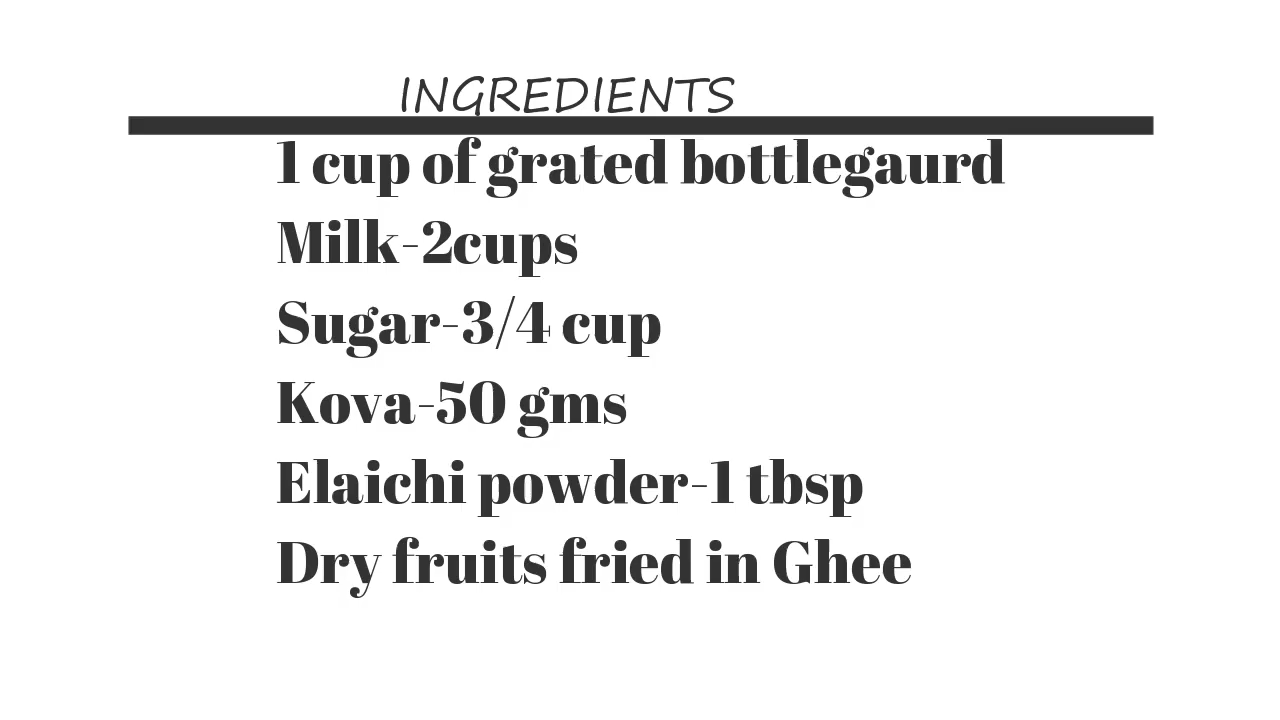 INGREDIENTS
1 cup of grated bottlegaurd
Milk-2cups
Sugar-3/4 cup
Kova-50 gms
Elaichi powder-1 tbsp
Dry fruits fried in Ghee